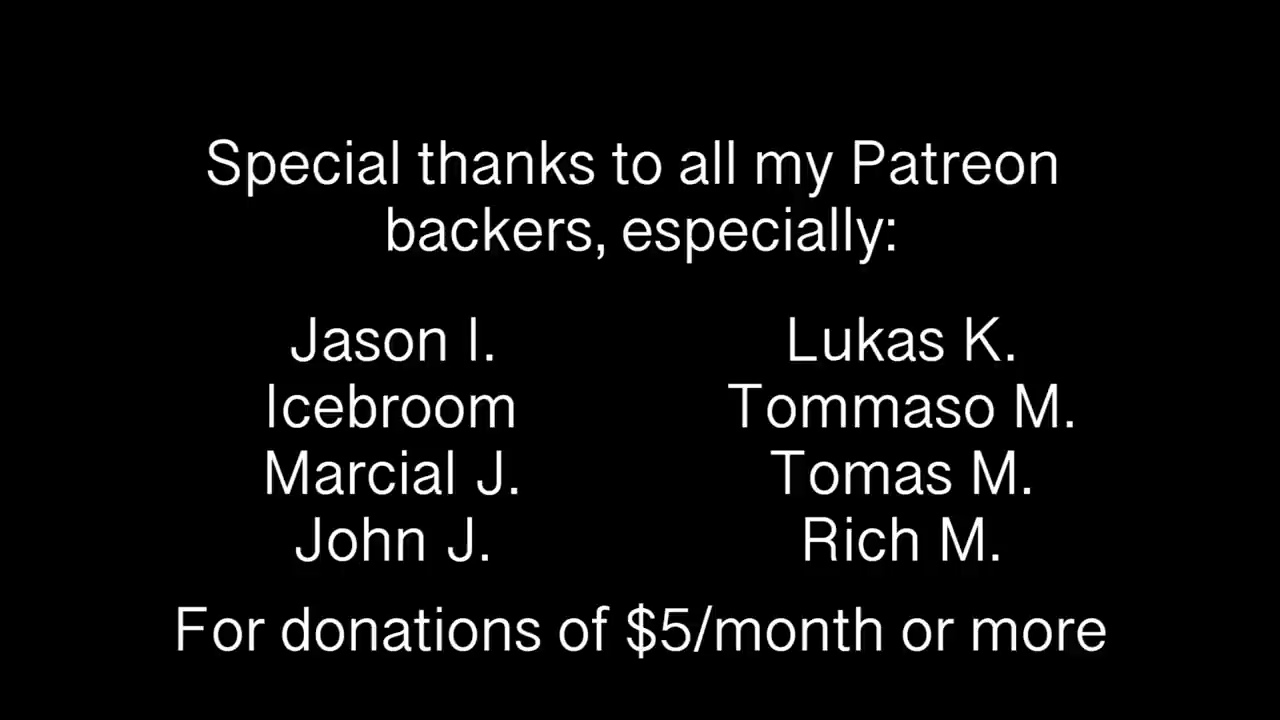 Special thanks to all my Patreon
backers, especially:
Jason I.
Icebroom
Marcial J.
John J.
Lukas K.
Tommaso M.
Tomas M.
Rich M.
For donations of $5/month or more